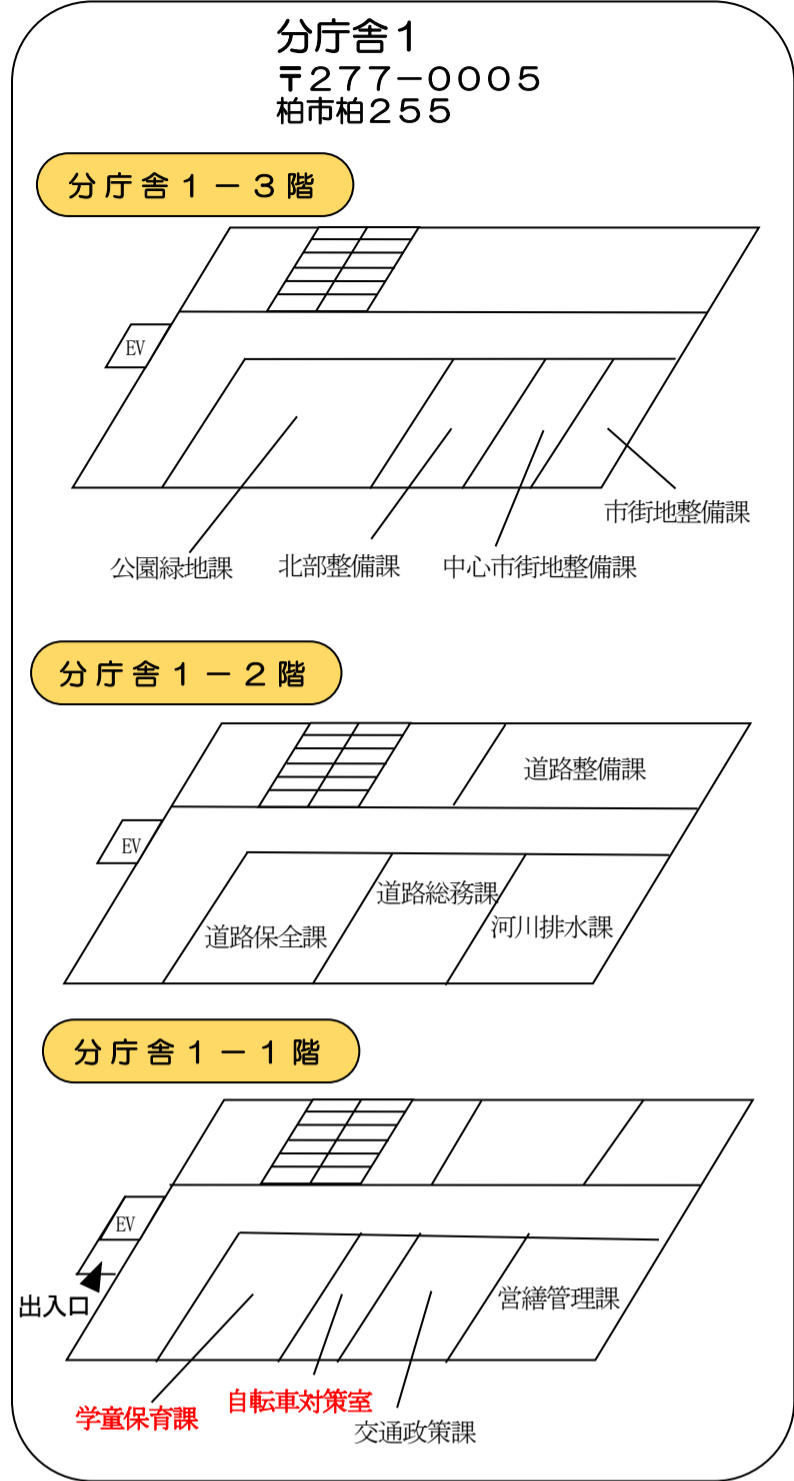 分庁舎1
〒277-0005
柏市柏255
分庁舎1-3階
EV
市街地整備課
公園緑地課
北部整備課
中心市街地整備課
分庁舎1-2階
道路整備課
EV
道路総務課
道路保全課
河川排水課
分庁舎1-1階
EV
出入口
営繕管理課
学童保育課
自転車対策室
交通政策課